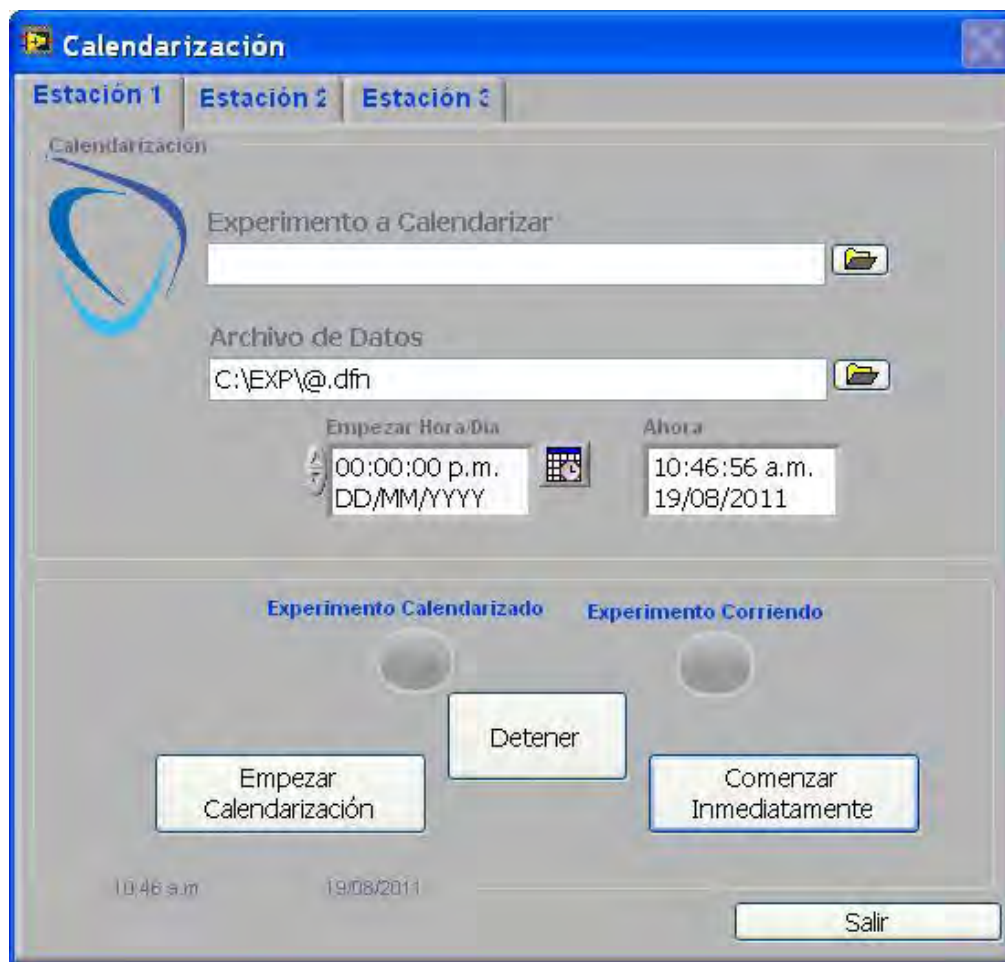 Calendarización
Estación 1 Estación 2 Estación 3
Calendarización
Experimento a Calendarizar
Archivo de Datos
C:\EXP\@.dfn
Empezar Hora/Dia Ahora
00:00:00 p.m. 10:46:56 a.m.
DD/MM/YYYY 19/08/2011
Experimento Calendarizado Experimento Corriendo
Detener
Empezar
Calendarización
Comenzar
Inmediatamente
10:46 a.m 19/08/2011
Salir